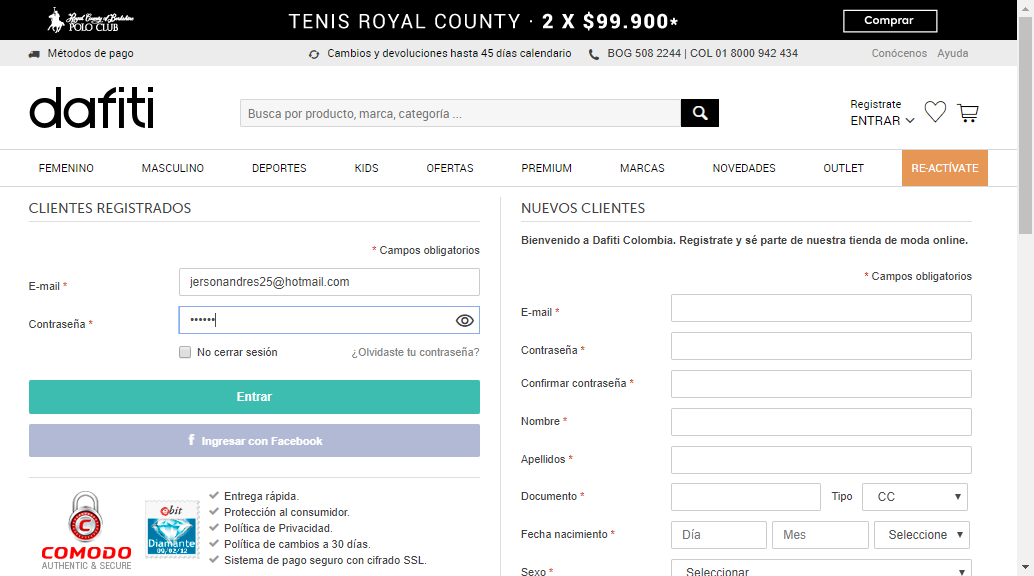 Royal County of Berkshire
POLO CLUB
TENIS ROYAL COUNTY · 2 X $99.900*
Comprar
Métodos de pago
Cambios y devoluciones hasta 45 días calendario
BOG 508 2244 | COL 01 8000 942 434
Conócenos
Ayuda
dafiti
Busca por producto, marca, categoría ...
Registrate
ENTRAR
FEMENINO
MASCULINO
DEPORTES
KIDS
OFERTAS
PREMIUM
MARCAS
NOVEDADES
OUTLET
RE-ACTÍVATE
CLIENTES REGISTRADOS
* Campos obligatorios
E-mail *
jersonandres25@hotmail.com
Contraseña *
••••••
No cerrar sesión
¿Olvidaste tu contraseña?
Entrar
f Ingresar con Facebook
C
COMODO
AUTHENTIC & SECURE
ebit
Diamante
09/02/12
Entrega rápida.
Protección al consumidor.
Política de Privacidad.
Política de cambios a 30 días.
Sistema de pago seguro con cifrado SSL.
NUEVOS CLIENTES
Bienvenido a Dafiti Colombia. Registrate y sé parte de nuestra tienda de moda online.
* Campos obligatorios
E-mail *
Contraseña *
Confirmar contraseña *
Nombre *
Apellidos *
Documento *
Tipo
CC
Fecha nacimiento *
Día
Mes
Seleccione
Sexo *
Seleccionar